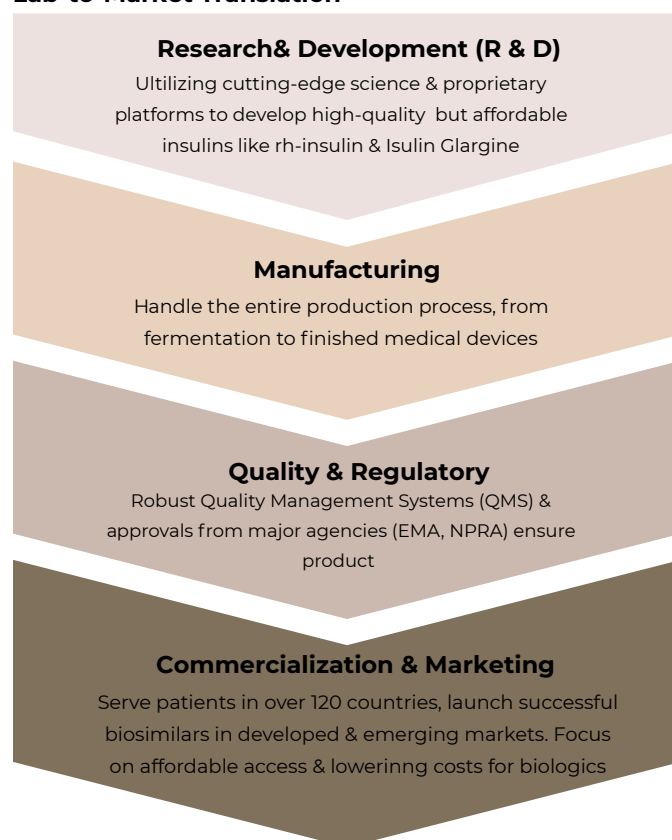 Lab-to-Market Translation
Research& Development (R & D)
Ultilizing cutting-edge science & proprietary
platforms to develop high-quality but affordable
insulins like rh-insulin & Isulin Glargine
Manufacturing
Handle the entire production process, from
fermentation to finished medical devices
Quality & Regulatory
Robust Quality Management Systems (QMS) &
approvals from major agencies (EMA, NPRA) ensure
product
Commercialization & Marketing
Serve patients in over 120 countries, launch successful
biosimilars in developed & emerging markets. Focus
on affordable access & lowerinng costs for biologics